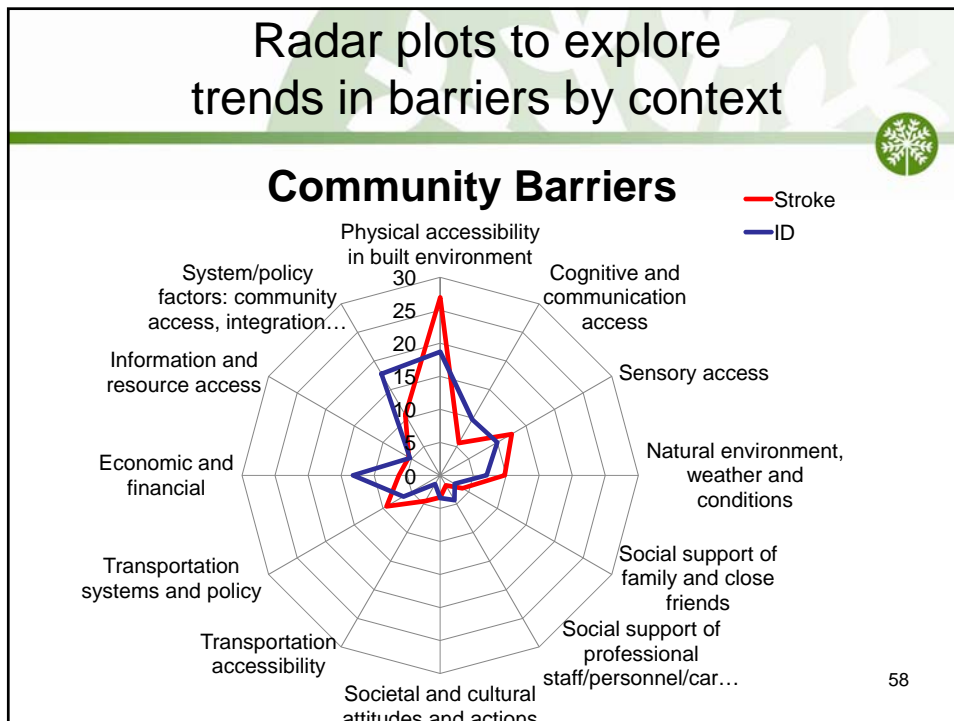 Radar plots to explore
trends in barriers by context
Community Barriers
Stroke
ID
Physical accessibility
in built environment
Cognitive and
communication
access
Sensory access
Natural environment,
weather and
conditions
Social support of
family and close
friends
Social support of
professional
staff/personnel/car…
Societal and cultural
attitudes and actions
Transportation
accessibility
Transportation
systems and policy
Economic and
financial
Information and
resource access
System/policy
factors: community
access, integration…
30
25
20
15
10
5
0
58